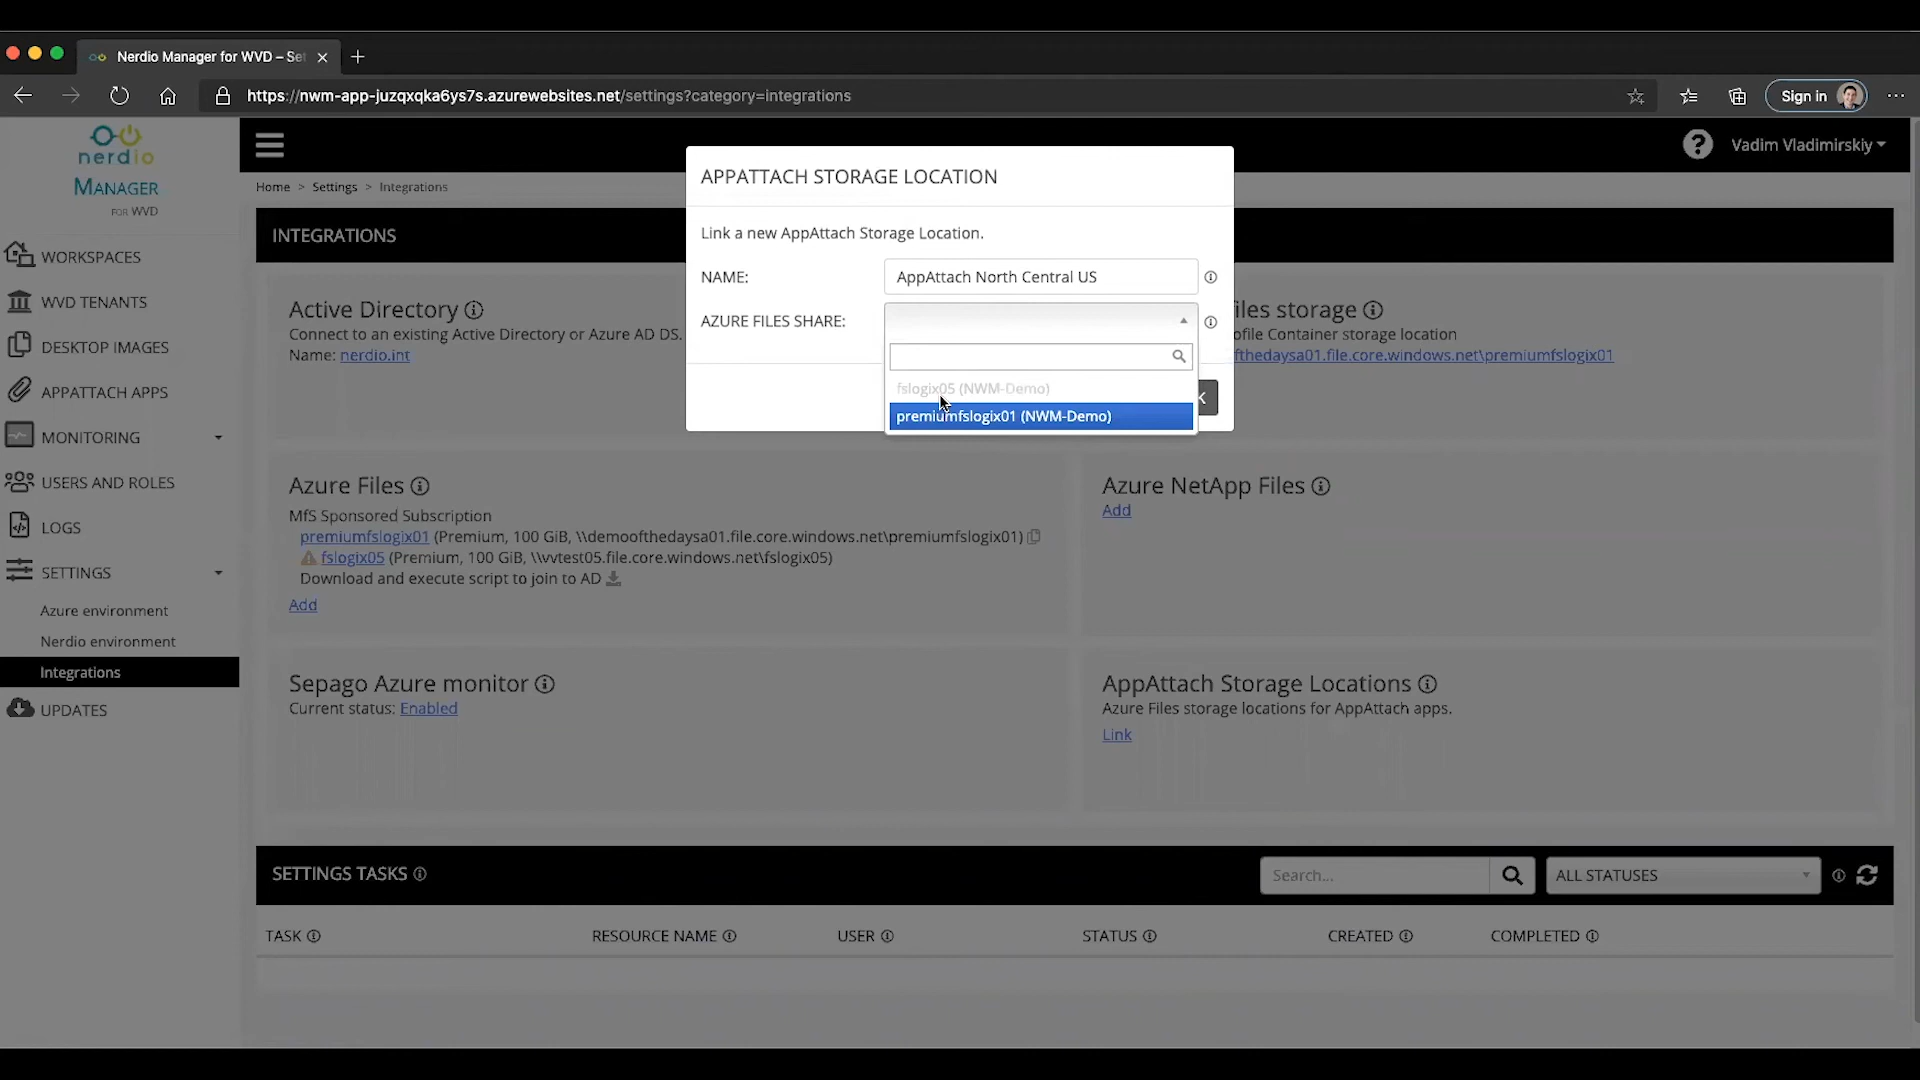 Nerdio Manager for WVD – Set
https://nwm-app-juzqxqka6ys7s.azurewebsites.net/settings?category=integrations
Sign in
nerdio
MANAGER
FOR WVD
Vadim Vladimirskiy
WORKSPACES
WVD TENANTS
DESKTOP IMAGES
APPATTACH APPS
MONITORING
USERS AND ROLES
LOGS
SETTINGS
Azure environment
Nerdio environment
Integrations
UPDATES
Home > Settings > Integrations
INTEGRATIONS
APPATTACH STORAGE LOCATION
Link a new AppAttach Storage Location.
NAME: AppAttach North Central US
AZURE FILES SHARE:
fslogix05 (NWM-Demo)
premiumfslogix01 (NWM-Demo)
K
Active Directory
Connect to an existing Active Directory or Azure AD DS.
Name: nerdio.int
iles storage
ofile Container storage location
fthedaysa01.file.core.windows.net\premiumfslogix01
Azure Files
MfS Sponsored Subscription
premiumfslogix01 (Premium, 100 GiB, \\demoofthedaysa01.file.core.windows.net\premiumfslogix01)
fslogix05 (Premium, 100 GiB, \\vvtest05.file.core.windows.net\fslogix05)
Download and execute script to join to AD
Add
Azure NetApp Files
Add
Sepago Azure monitor
Current status: Enabled
AppAttach Storage Locations
Azure Files storage locations for AppAttach apps.
Link
SETTINGS TASKS
Search...
ALL STATUSES
TASK RESOURCE NAME USER STATUS CREATED COMPLETED